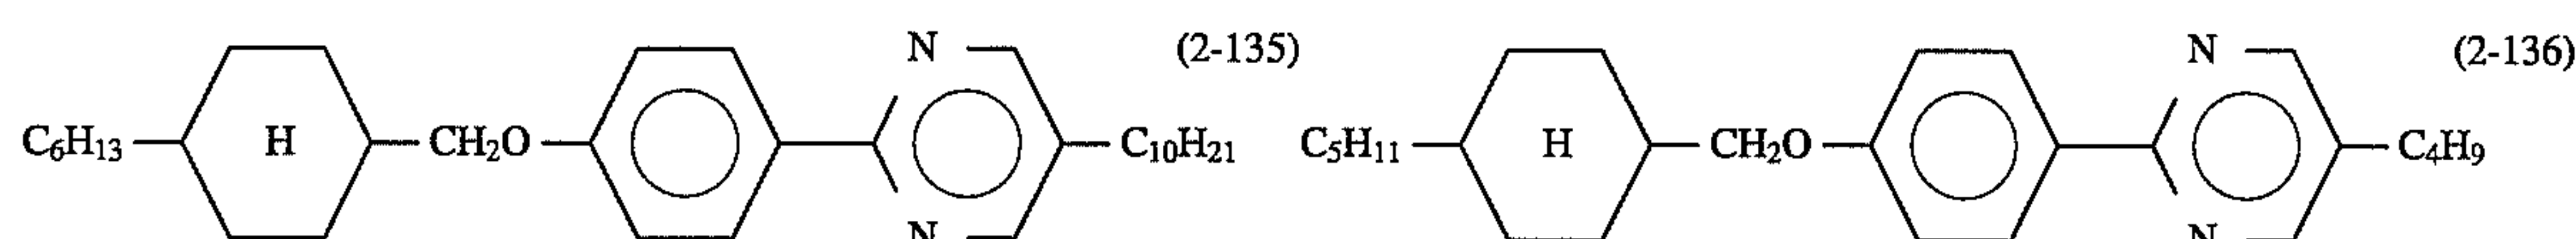 N (2-135) N (2-136)
C6H13 H CH2O C10H21 C5H11 H CH2O C4H9
N N